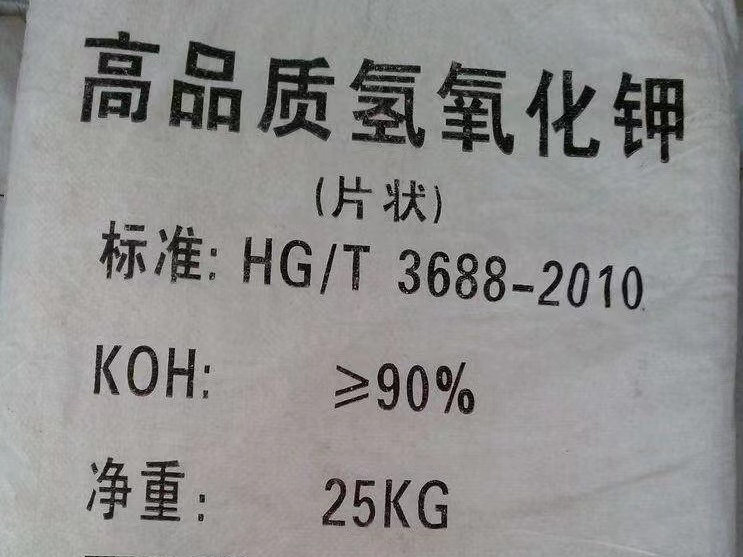 高品质氢氧化钾
(片状)
标准: HG/T 3688-2010
KOH: ≥90%
净重: 25KG